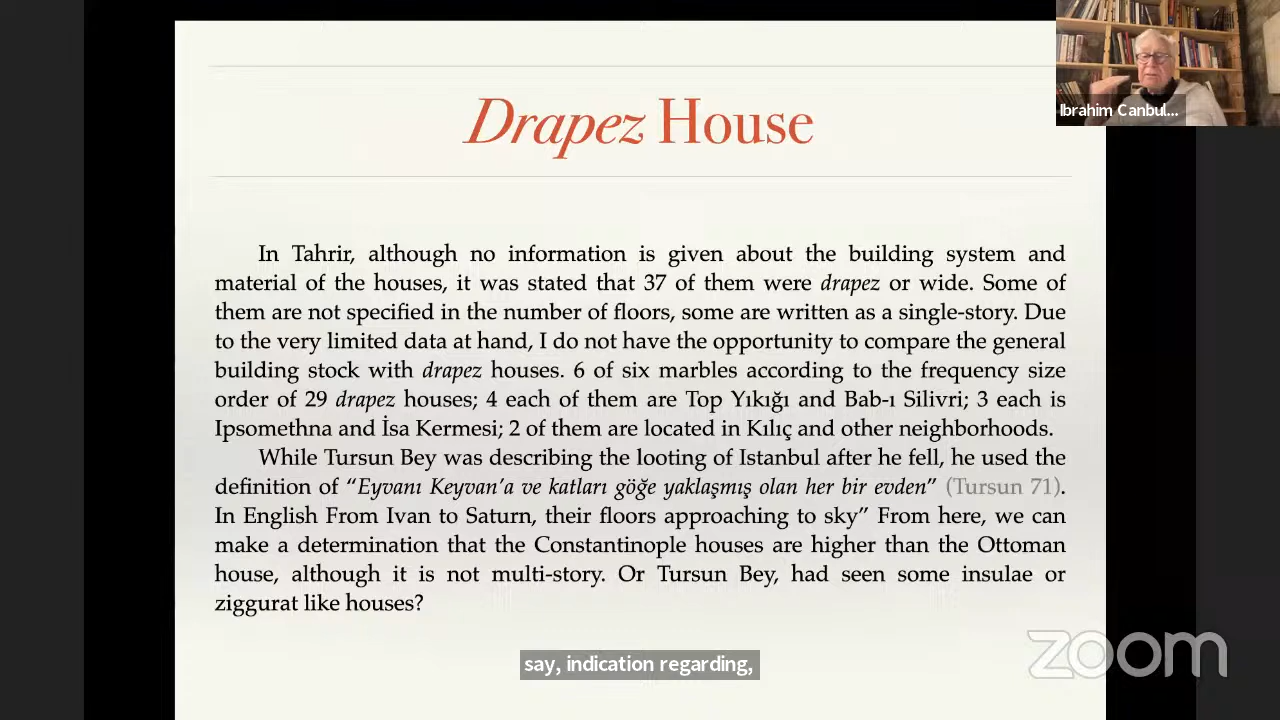 Drapez House
Ibrahim Canbul...
In Tahrir, although no information is given about the building system and
material of the houses, it was stated that 37 of them were drapez or wide. Some of
them are not specified in the number of floors, some are written as a single-story. Due
to the very limited data at hand, I do not have the opportunity to compare the general
building stock with drapez houses. 6 of six marbles according to the frequency size
order of 29 drapez houses; 4 each of them are Top Yıkığı and Bab-ı Silivri; 3 each is
Ipsomethna and İsa Kermesi; 2 of them are located in Kılıç and other neighborhoods.
While Tursun Bey was describing the looting of Istanbul after he fell, he used the
definition of “Eyvanı Keyvan’a ve katları göğe yaklaşmış olan her bir evden” (Tursun 71).
In English From Ivan to Saturn, their floors approaching to sky” From here, we can
make a determination that the Constantinople houses are higher than the Ottoman
house, although it is not multi-story. Or Tursun Bey, had seen some insulae or
ziggurat like houses?
say, indication regarding,
zoom